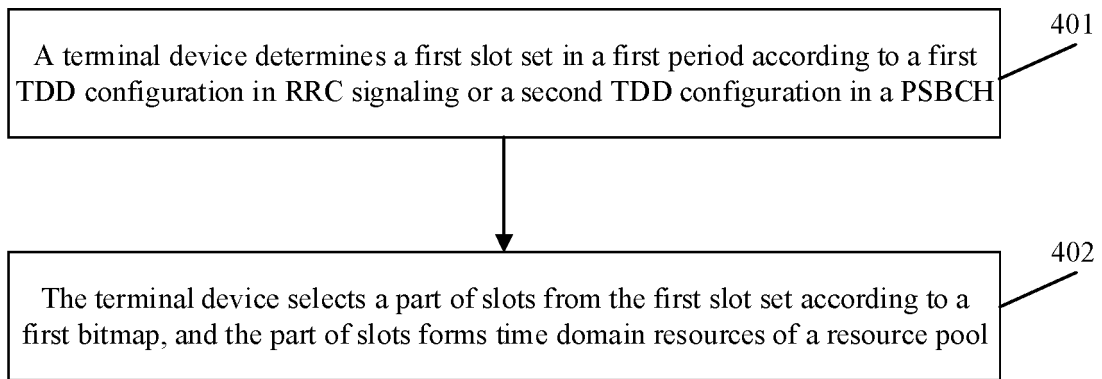 401
A terminal device determines a first slot set in a first period according to a first
TDD configuration in RRC signaling or a second TDD configuration in a PSBCH
402
The terminal device selects a part of slots from the first slot set according to a
first bitmap, and the part of slots forms time domain resources of a resource pool